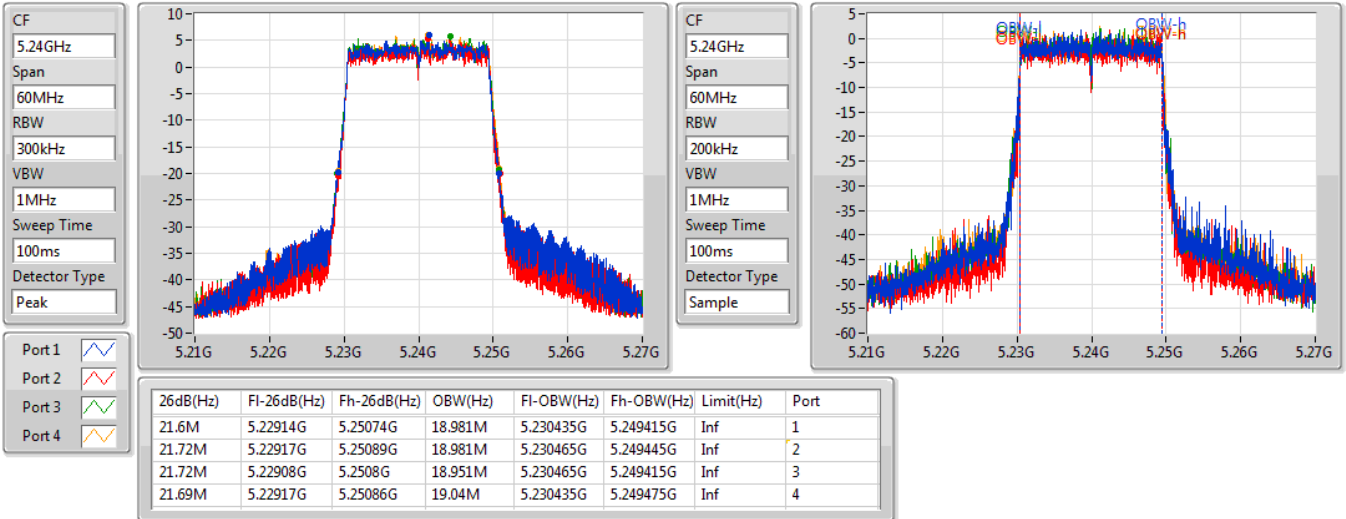 CF
5.24GHz
Span
60MHz
RBW
300kHz
VBW
1MHz
Sweep Time
100ms
Detector Type
Peak
10
5
0
-5
-10
-15
-20
-25
-30
-35
-40
-45
-50
5.21G 5.22G 5.23G 5.24G 5.25G 5.26G 5.27G
CF
5.24GHz
Span
60MHz
RBW
200kHz
VBW
1MHz
Sweep Time
100ms
Detector Type
Sample
5
0
-5
-10
-15
-20
-25
-30
-35
-40
-45
-50
-55
-60
OBW-h
OBW-h
5.21G 5.22G 5.23G 5.24G 5.25G 5.26G 5.27G
Port 1
Port 2
Port 3
Port 4
26dB(Hz) Fl-26dB(Hz) Fh-26dB(Hz) OBW(Hz) Fl-OBW(Hz) Fh-OBW(Hz) Limit(Hz) Port
21.6M 5.22914G 5.25074G 18.981M 5.230435G 5.249415G Inf 1
21.72M 5.22917G 5.25089G 18.981M 5.230465G 5.249445G Inf 2
21.72M 5.22908G 5.2508G 18.951M 5.230465G 5.249415G Inf 3
21.69M 5.22917G 5.25086G 19.04M 5.230435G 5.249475G Inf 4